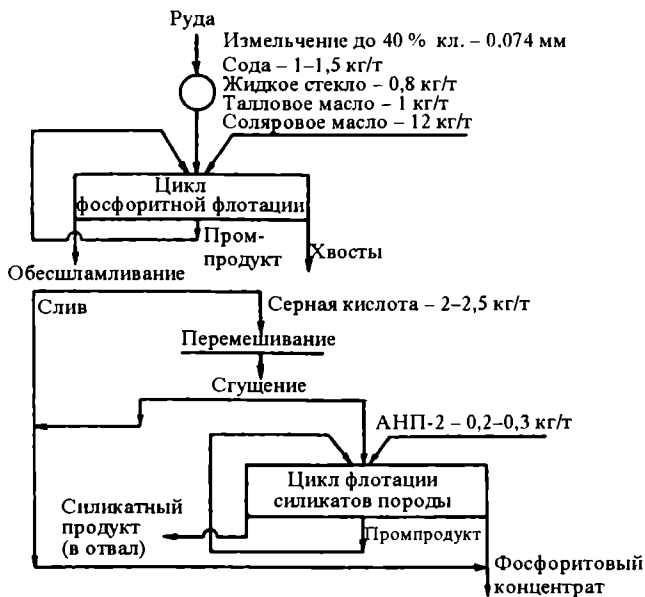 Руда
Измельчение до 40 % кл. – 0,074 мм
Сода – 1–1,5 кг/т
Жидкое стекло – 0,8 кг/т
Талловое масло – 1 кг/т
Соляровое масло – 12 кг/т
Цикл
фосфоритной флотации
Пром-
продукт
Хвосты
Обесшламливание
Слив
Серная кислота – 2–2,5 кг/т
Перемешивание
Сгущение
АНП-2 – 0,2–0,3 кг/т
Цикл флотации
силикатов породы
Силикатный
продукт
(в отвал)
Промпродукт
Фосфоритовый
концентрат